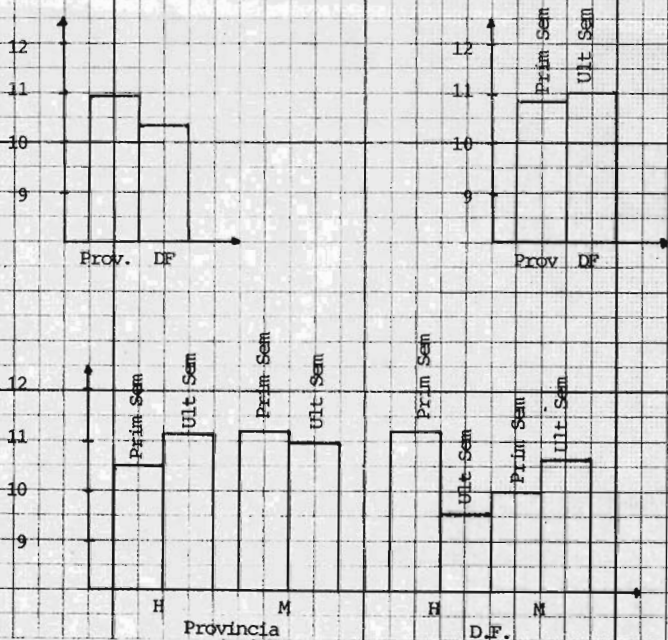 12
11
10
9
Prov. DF
Prim Sem
Ult Sem
12
11
10
9
Prov DF
12
11
10
9
Prim Sem
Ult Sem
Prim Sem
Ult Sem
Prim Sem
Ult Sem
Prim Sem
Ult Sem
H M H M
Provincia D.F.